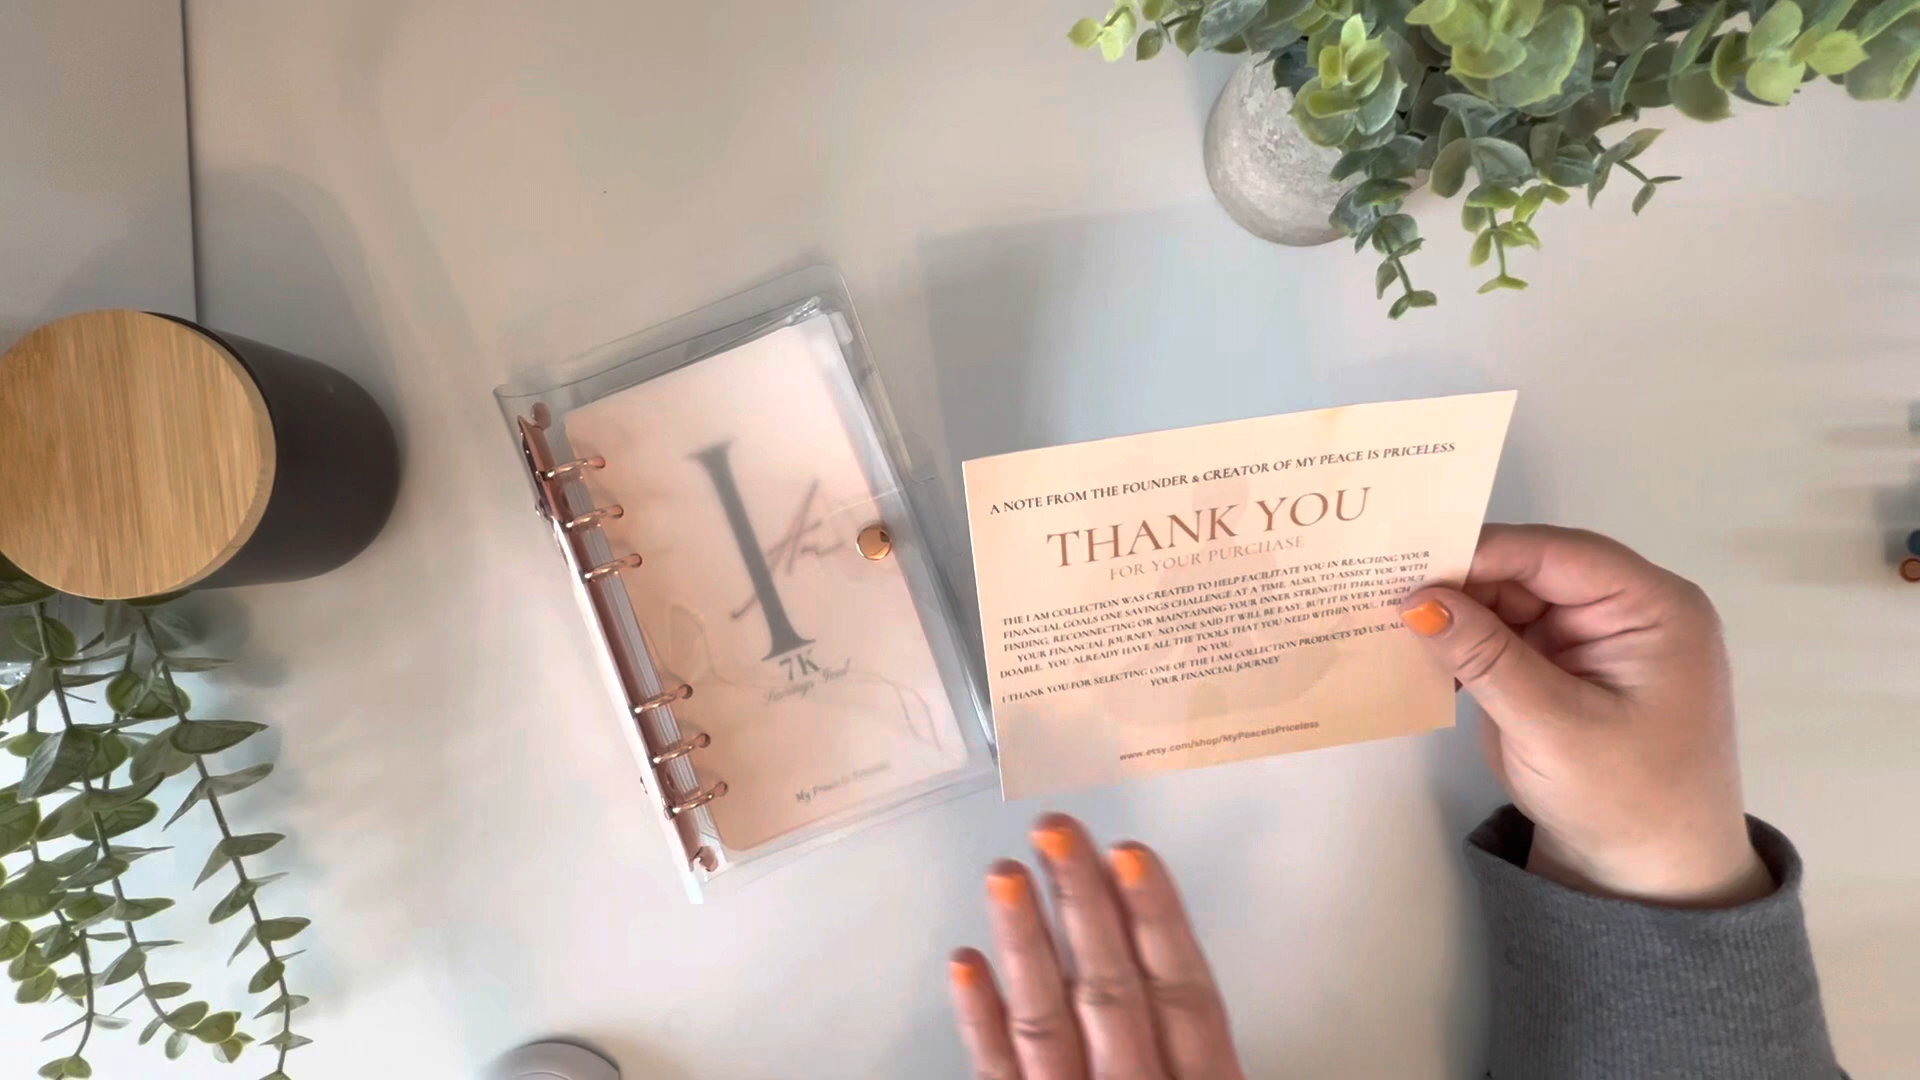 I
Am
7K
Savings Goal
My Peace Is Priceless
A NOTE FROM THE FOUNDER & CREATOR OF MY PEACE IS PRICELESS
THANK YOU
FOR YOUR PURCHASE
THE I AM COLLECTION WAS CREATED TO HELP FACILITATE YOU IN REACHING YOUR
FINANCIAL GOALS ONE SAVINGS CHALLENGE AT A TIME. ALSO, TO ASSIST YOU WITH
FINDING, RECONNECTING OR MAINTAINING YOUR INNER STRENGTH THROUGHOUT
YOUR FINANCIAL JOURNEY. NO ONE SAID IT WILL BE EASY; BUT IT IS VERY MUCH
DOABLE. YOU ALREADY HAVE ALL THE TOOLS THAT YOU NEED WITHIN YOU... I
IN YOU.
I THANK YOU FOR SELECTING ONE OF THE I AM COLLECTION PRODUCTS TO USE
YOUR FINANCIAL JOURNEY
www.etsy.com/shop/MyPeaceIsPriceless